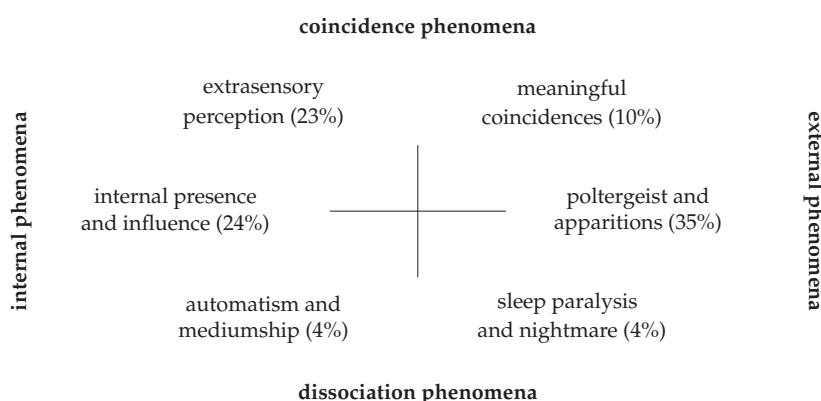 coincidence phenomena
extrasensory
perception (23%)
meaningful
coincidences (10%)
internal phenomena
external phenomena
internal presence
and influence (24%)
poltergeist and
apparitions (35%)
automatism and
mediumship (4%)
sleep paralysis
and nightmare (4%)
dissociation phenomena